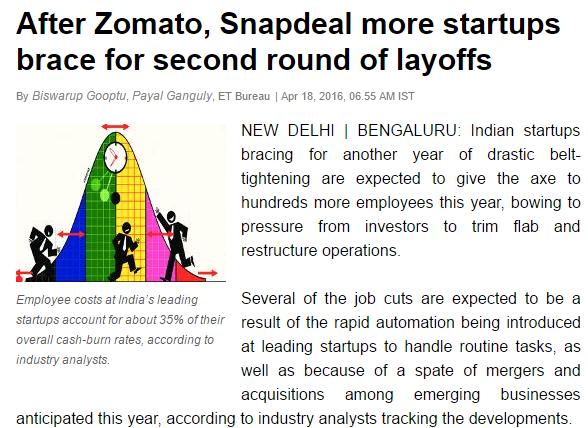 After Zomato, Snapdeal more startups
brace for second round of layoffs
By Biswarup Gooptu, Payal Ganguly, ET Bureau | Apr 18, 2016, 06.55 AM IST
NEW DELHI | BENGALURU: Indian startups
bracing for another year of drastic belt-
tightening are expected to give the axe to
hundreds more employees this year, bowing to
pressure from investors to trim flab and
restructure operations.
Employee costs at India's leading
startups account for about 35% of their
overall cash-burn rates, according to
industry analysts.
Several of the job cuts are expected to be a
result of the rapid automation being introduced
at leading startups to handle routine tasks, as
well as because of a spate of mergers and
acquisitions among emerging businesses
anticipated this year, according to industry analysts tracking the developments.